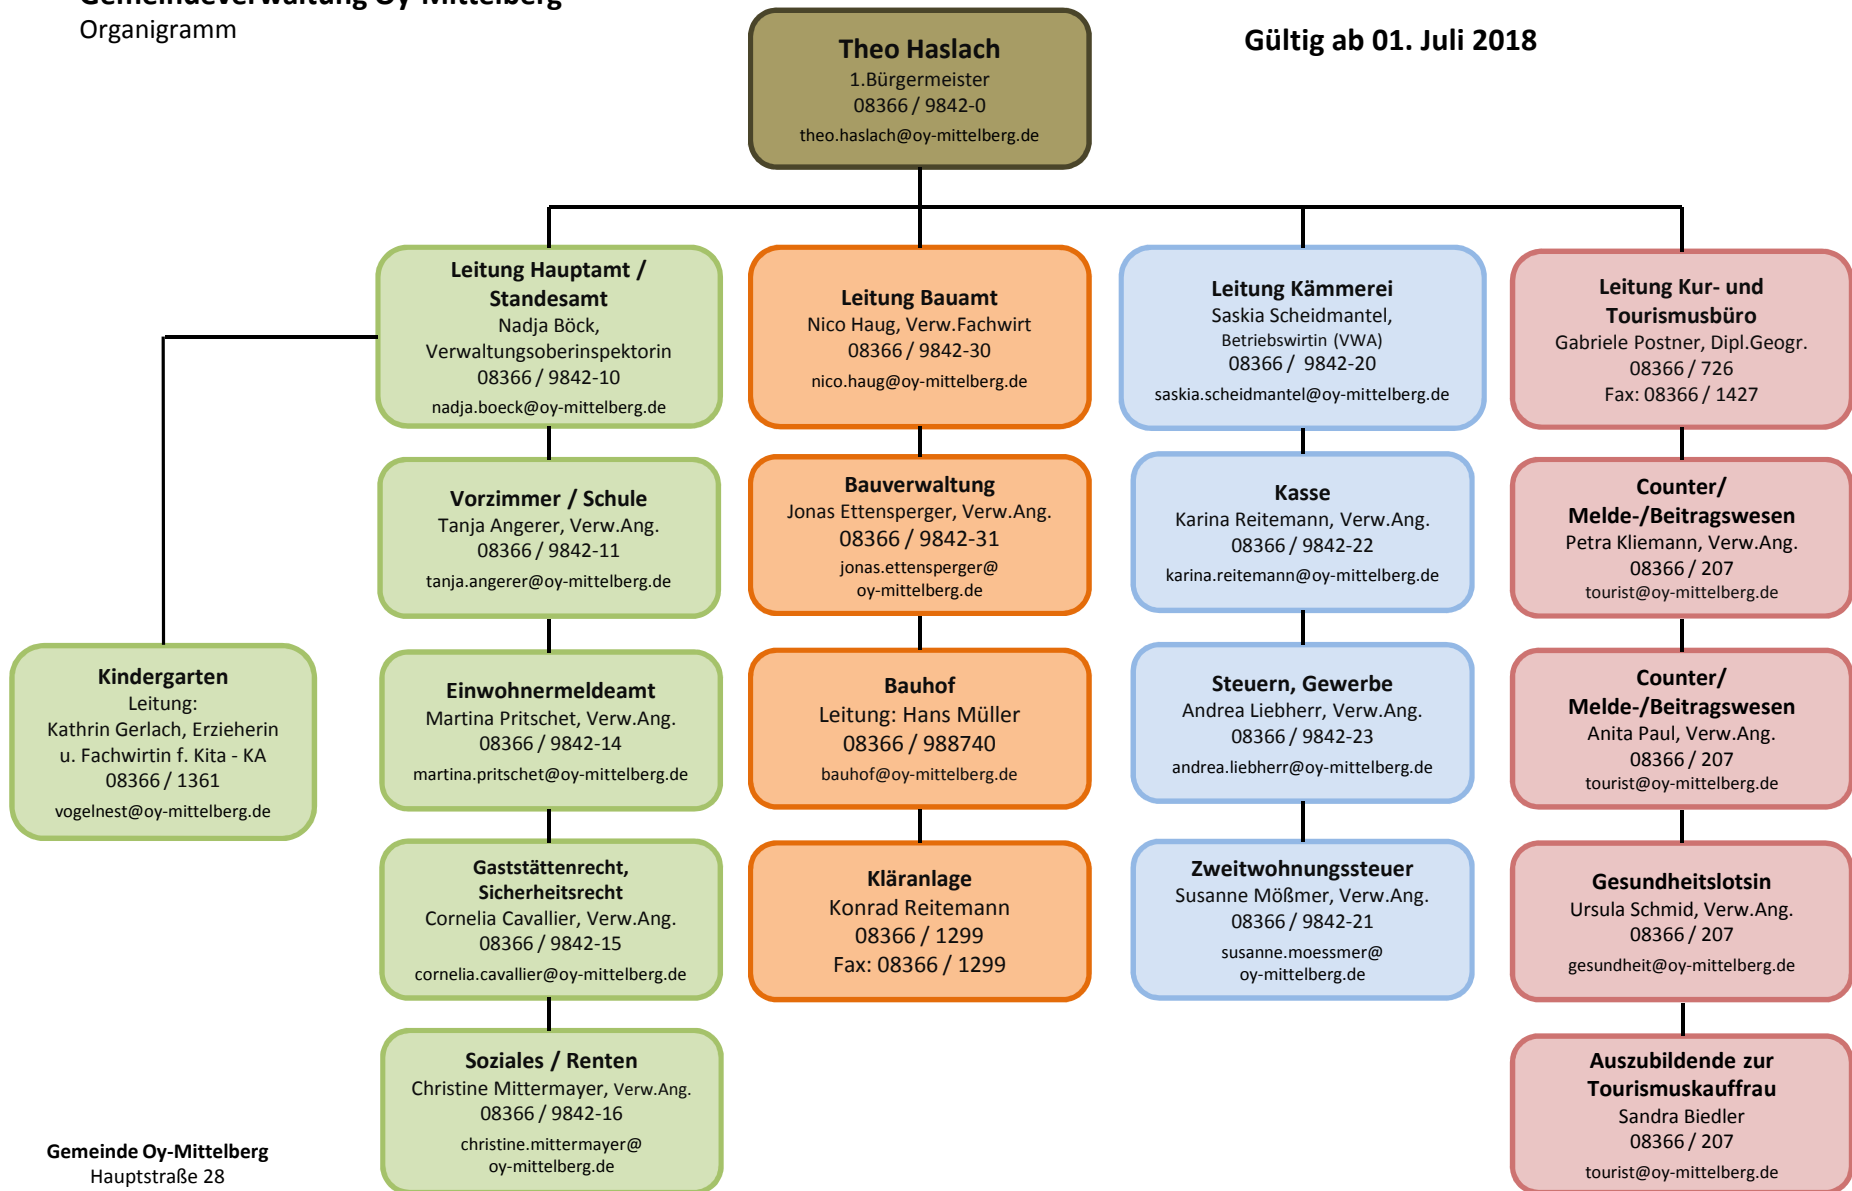 Gemeindeverwaltung Oy-Mittelberg
Organigramm
Gültig ab 01. Juli 2018
Theo Haslach
1.Bürgermeister
08366 / 9842-0
theo.haslach@oy-mittelberg.de
Leitung Hauptamt /
Standesamt
Nadja Böck,
Verwaltungsoberinspektorin
08366 / 9842-10
nadja.boeck@oy-mittelberg.de
Vorzimmer / Schule
Tanja Angerer, Verw.Ang.
08366 / 9842-11
tanja.angerer@oy-mittelberg.de
Einwohnermeldeamt
Martina Pritschet, Verw.Ang.
08366 / 9842-14
martina.pritschet@oy-mittelberg.de
Gaststättenrecht,
Sicherheitsrecht
Cornelia Cavallier, Verw.Ang.
08366 / 9842-15
cornelia.cavallier@oy-mittelberg.de
Soziales / Renten
Christine Mittermayer, Verw.Ang.
08366 / 9842-16
christine.mittermayer@
oy-mittelberg.de
Kindergarten
Leitung:
Kathrin Gerlach, Erzieherin
u. Fachwirtin f. Kita - KA
08366 / 1361
vogelnest@oy-mittelberg.de
Leitung Bauamt
Nico Haug, Verw.Fachwirt
08366 / 9842-30
nico.haug@oy-mittelberg.de
Bauverwaltung
Jonas Ettensperger, Verw.Ang.
08366 / 9842-31
jonas.ettensperger@
oy-mittelberg.de
Bauhof
Leitung: Hans Müller
08366 / 988740
bauhof@oy-mittelberg.de
Kläranlage
Konrad Reitemann
08366 / 1299
Fax: 08366 / 1299
Leitung Kämmerei
Saskia Scheidmantel,
Betriebswirtin (VWA)
08366 / 9842-20
saskia.scheidmantel@oy-mittelberg.de
Kasse
Karina Reitemann, Verw.Ang.
08366 / 9842-22
karina.reitemann@oy-mittelberg.de
Steuern, Gewerbe
Andrea Liebherr, Verw.Ang.
08366 / 9842-23
andrea.liebherr@oy-mittelberg.de
Zweitwohnungssteuer
Susanne Mößmer, Verw.Ang.
08366 / 9842-21
susanne.moessmer@
oy-mittelberg.de
Leitung Kur- und
Tourismusbüro
Gabriele Postner, Dipl.Geogr.
08366 / 726
Fax: 08366 / 1427
Counter/
Melde-/Beitragswesen
Petra Kliemann, Verw.Ang.
08366 / 207
tourist@oy-mittelberg.de
Counter/
Melde-/Beitragswesen
Anita Paul, Verw.Ang.
08366 / 207
tourist@oy-mittelberg.de
Gesundheitslotsin
Ursula Schmid, Verw.Ang.
08366 / 207
gesundheit@oy-mittelberg.de
Auszubildende zur
Tourismuskauffrau
Sandra Biedler
08366 / 207
tourist@oy-mittelberg.de
Gemeinde Oy-Mittelberg
Hauptstraße 28